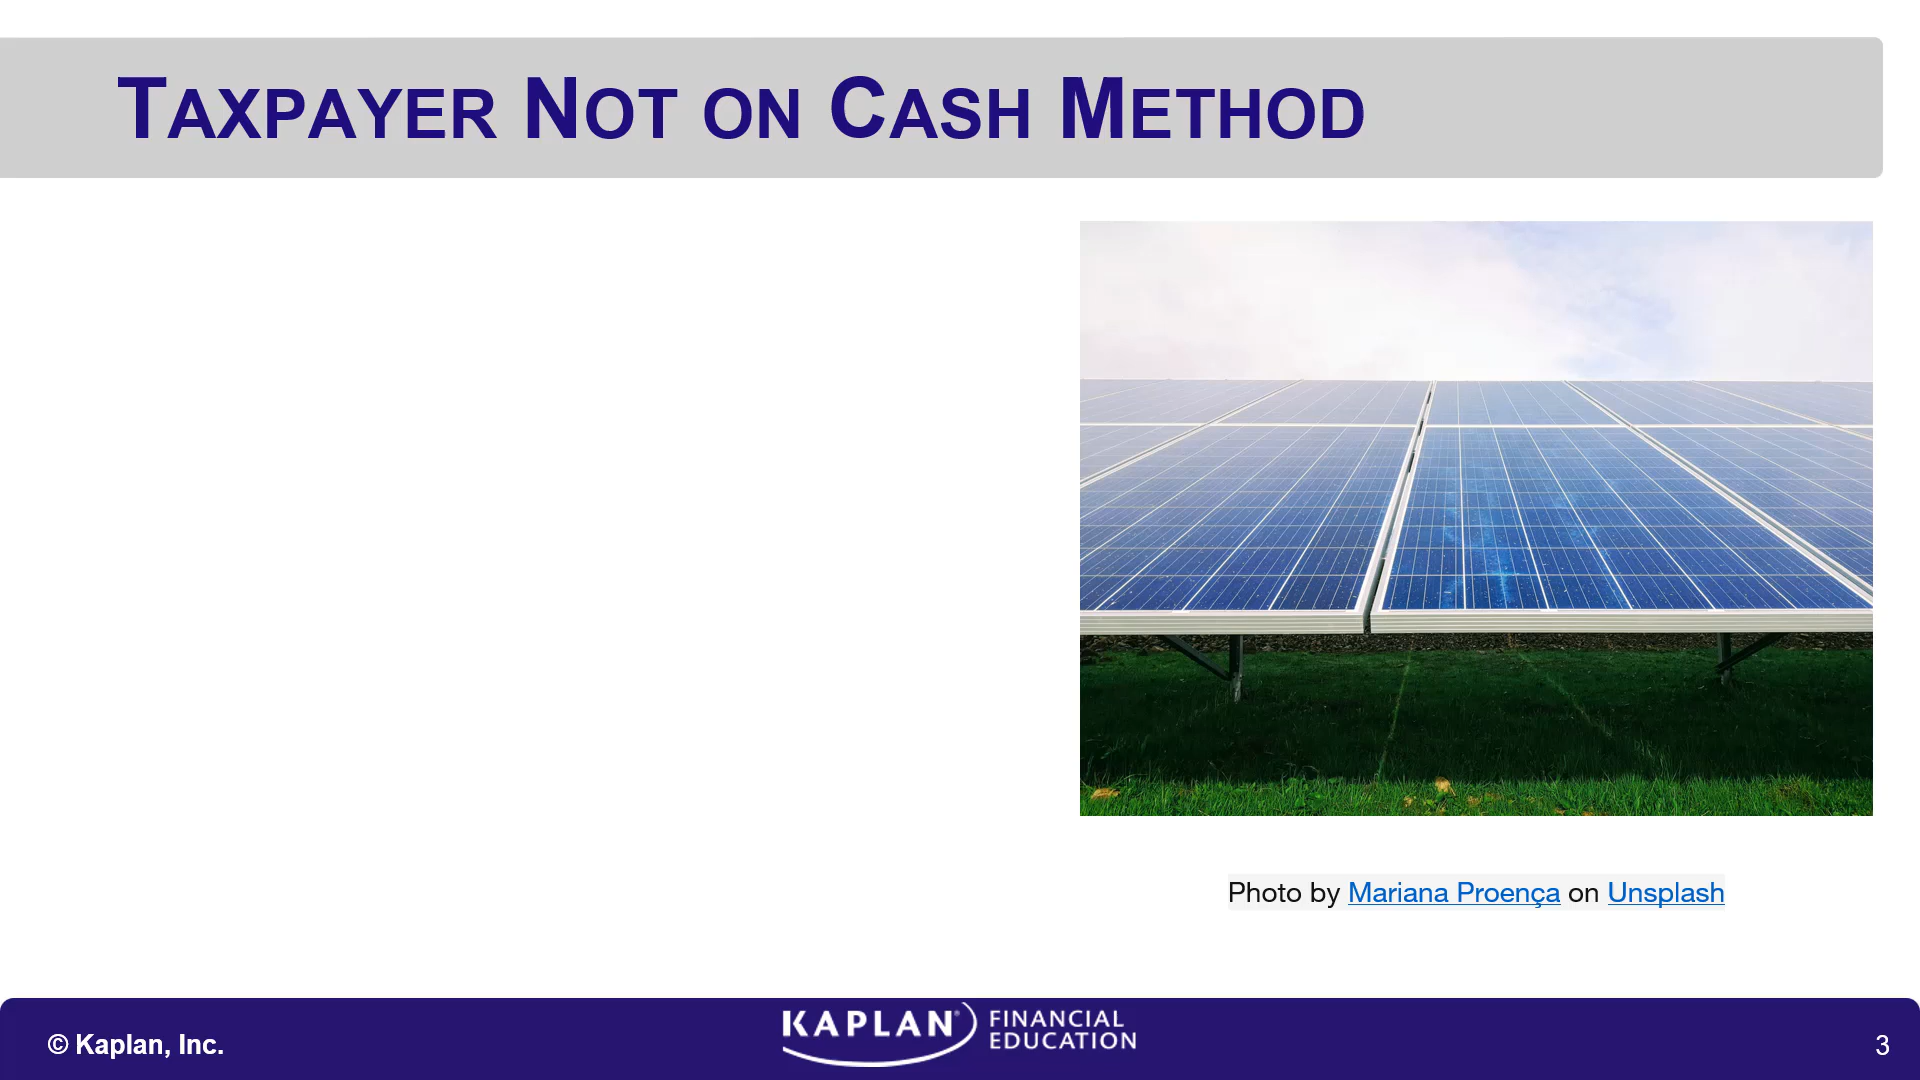 TAXPAYER NOT ON CASH METHOD
Photo by Mariana Proença on Unsplash
© Kaplan, Inc.
KAPLAN FINANCIAL
EDUCATION
3